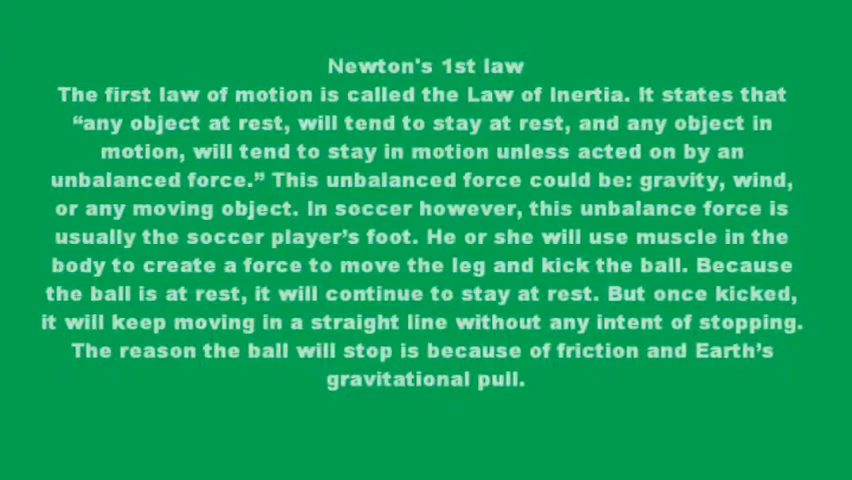 Newton's 1st law
The first law of motion is called the Law of Inertia. It states that
“any object at rest, will tend to stay at rest, and any object in
motion, will tend to stay in motion unless acted on by an
unbalanced force.” This unbalanced force could be: gravity, wind,
or any moving object. In soccer however, this unbalance force is
usually the soccer player’s foot. He or she will use muscle in the
body to create a force to move the leg and kick the ball. Because
the ball is at rest, it will continue to stay at rest. But once kicked,
it will keep moving in a straight line without any intent of stopping.
The reason the ball will stop is because of friction and Earth’s
gravitational pull.